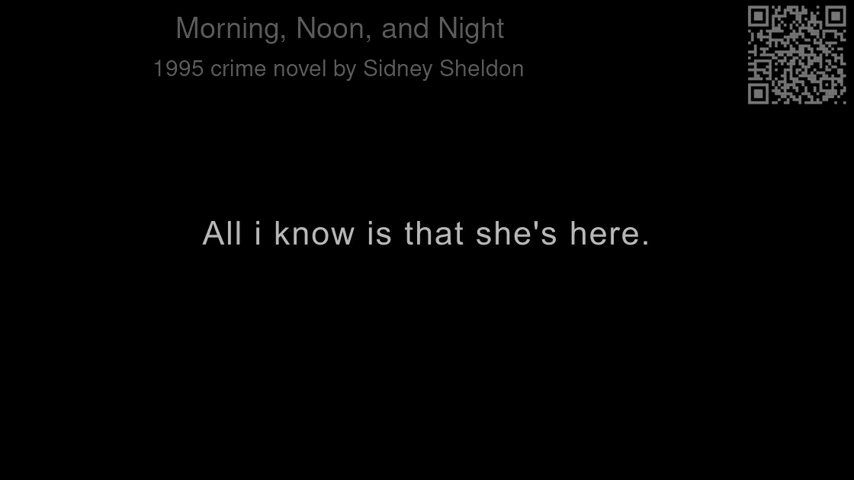 Morning, Noon, and Night
1995 crime novel by Sidney Sheldon
All i know is that she's here.